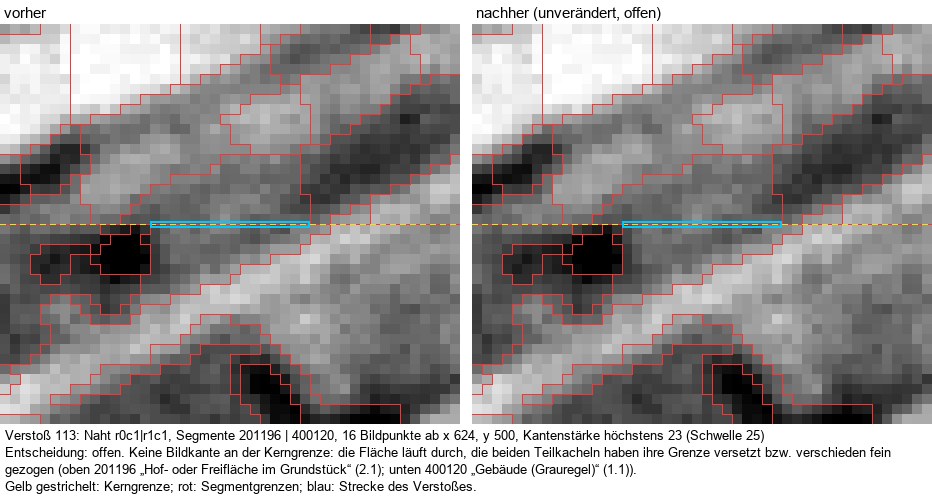 vorher
nachher (unverändert, offen)
Verstoß 113: Naht r0c1|r1c1, Segmente 201196 | 400120, 16 Bildpunkte ab x 624, y 500, Kantenstärke höchstens 23 (Schwelle 25)
Entscheidung: offen. Keine Bildkante an der Kerngrenze: die Fläche läuft durch, die beiden Teilkacheln haben ihre Grenze versetzt bzw. verschieden fein
gezogen (oben 201196 „Hof- oder Freifläche im Grundstück“ (2.1); unten 400120 „Gebäude (Grauregel)“ (1.1)).
Gelb gestrichelt: Kerngrenze; rot: Segmentgrenzen; blau: Strecke des Verstoßes.